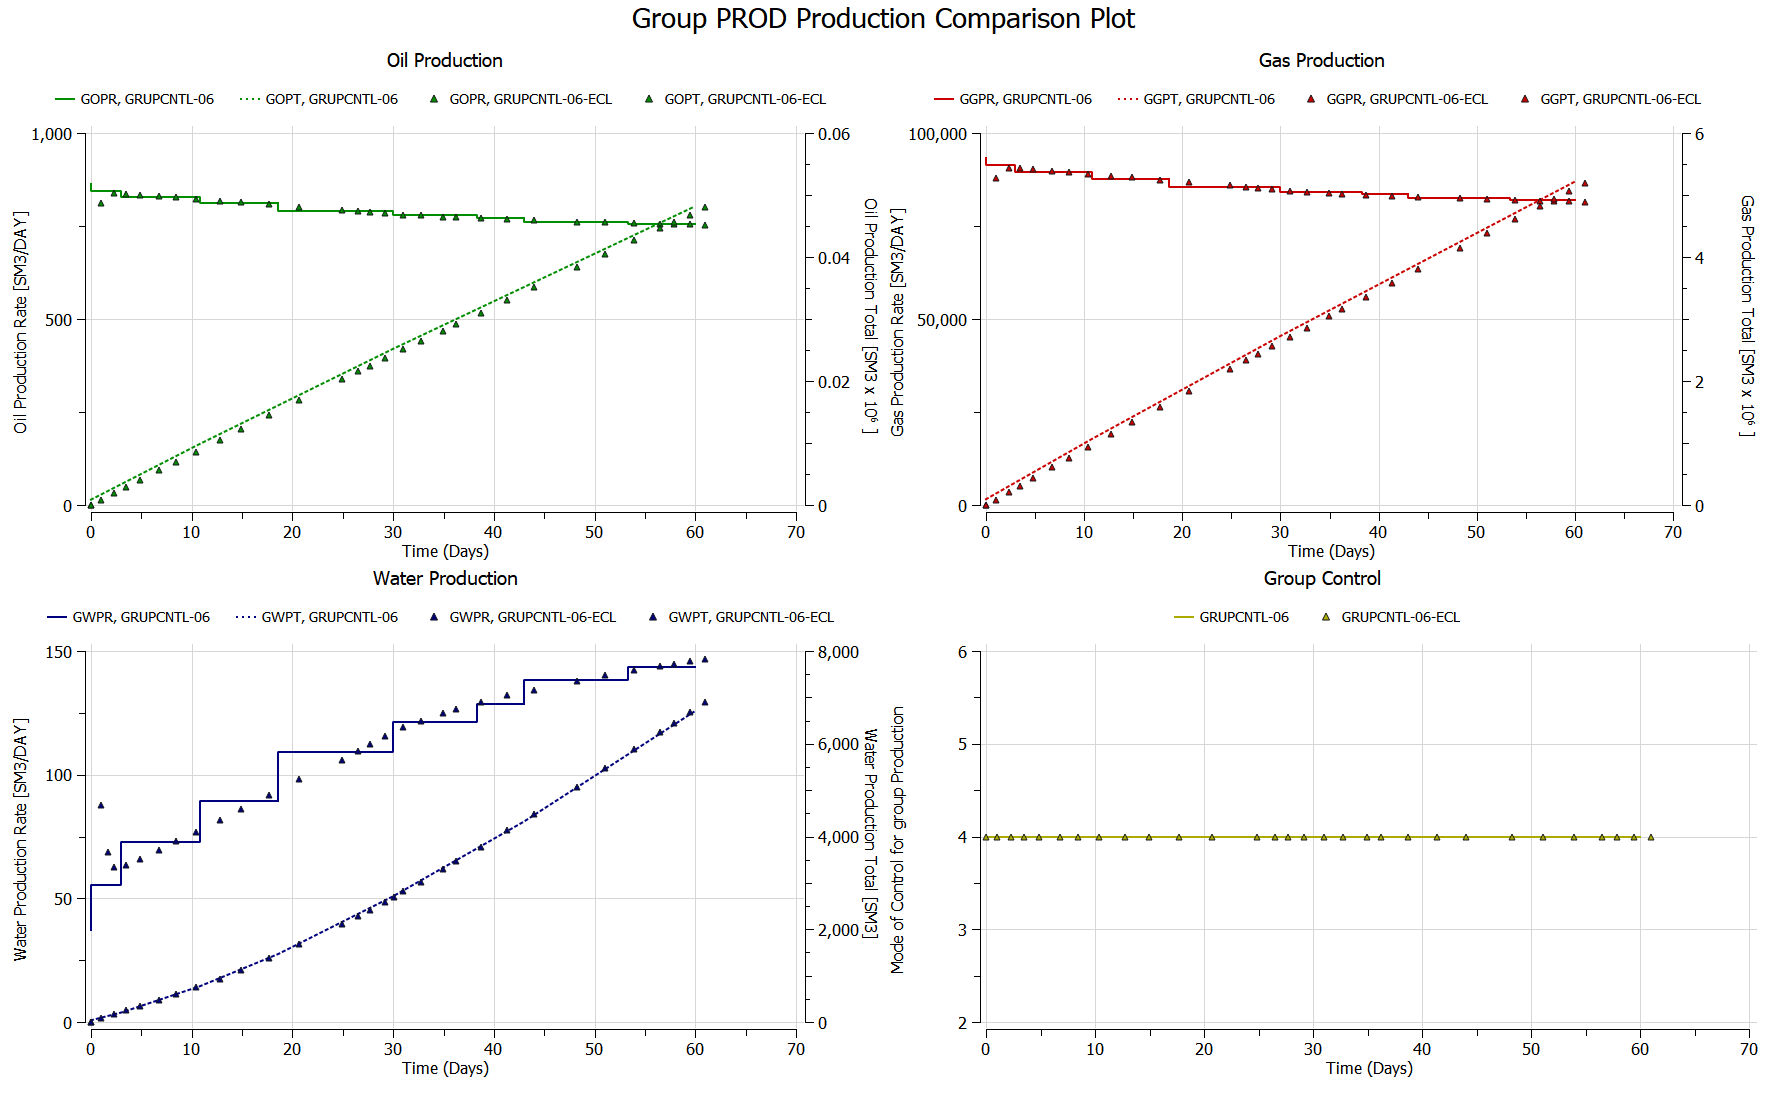 Group PROD Production Comparison Plot
Oil Production
GOPR, GRUPCNTL-06 GOPT, GRUPCNTL-06 GOPR, GRUPCNTL-06-ECL GOPT, GRUPCNTL-06-ECL
1,000
500
0
Oil Production Rate [SM3/DAY]
0.06
0.04
0.02
0
Oil Production Total [SM3 x 10⁶ ]
0 10 20 30 40 50 60 70
Time (Days)
Gas Production
GGPR, GRUPCNTL-06 GGPT, GRUPCNTL-06 GGPR, GRUPCNTL-06-ECL GGPT, GRUPCNTL-06-ECL
100,000
50,000
0
Gas Production Rate [SM3/DAY]
6
4
2
0
Gas Production Total [SM3 x 10⁶ ]
0 10 20 30 40 50 60 70
Time (Days)
Water Production
GWPR, GRUPCNTL-06 GWPT, GRUPCNTL-06 GWPR, GRUPCNTL-06-ECL GWPT, GRUPCNTL-06-ECL
150
100
50
0
Water Production Rate [SM3/DAY]
8,000
6,000
4,000
2,000
0
Water Production Total [SM3]
0 10 20 30 40 50 60 70
Time (Days)
Group Control
GRUPCNTL-06 GRUPCNTL-06-ECL
6
5
4
3
2
Mode of Control for group Production
0 10 20 30 40 50 60 70
Time (Days)